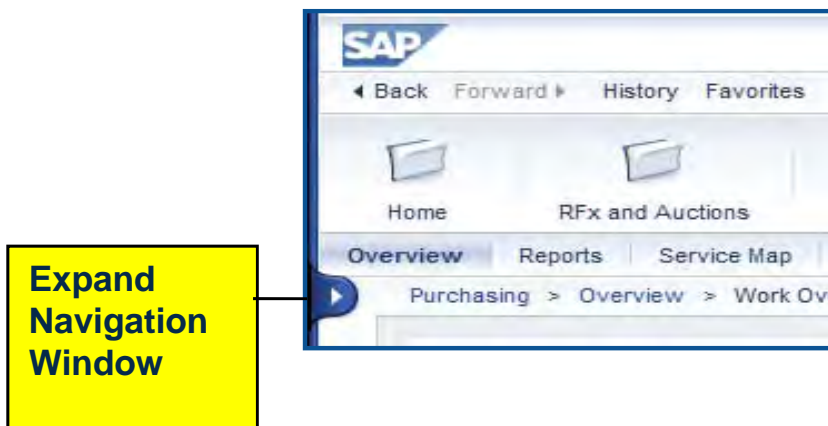 SAP
Back Forward History Favorites
Home RFx and Auctions
Overview Reports Service Map
Purchasing > Overview > Work Ov
Expand
Navigation
Window